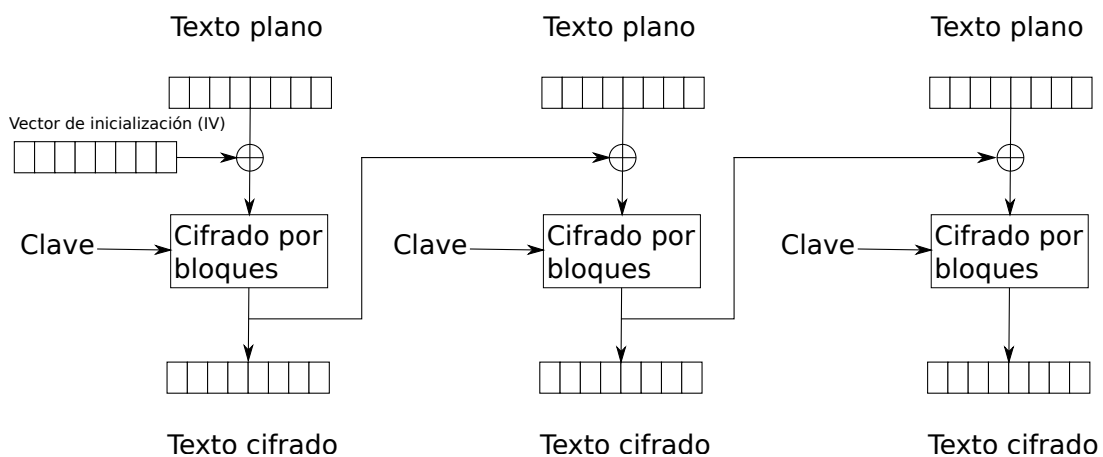 Texto plano
Texto plano
Texto plano
Vector de inicialización (IV)
Clave
Cifrado por
bloques
Clave
Cifrado por
bloques
Clave
Cifrado por
bloques
Texto cifrado
Texto cifrado
Texto cifrado